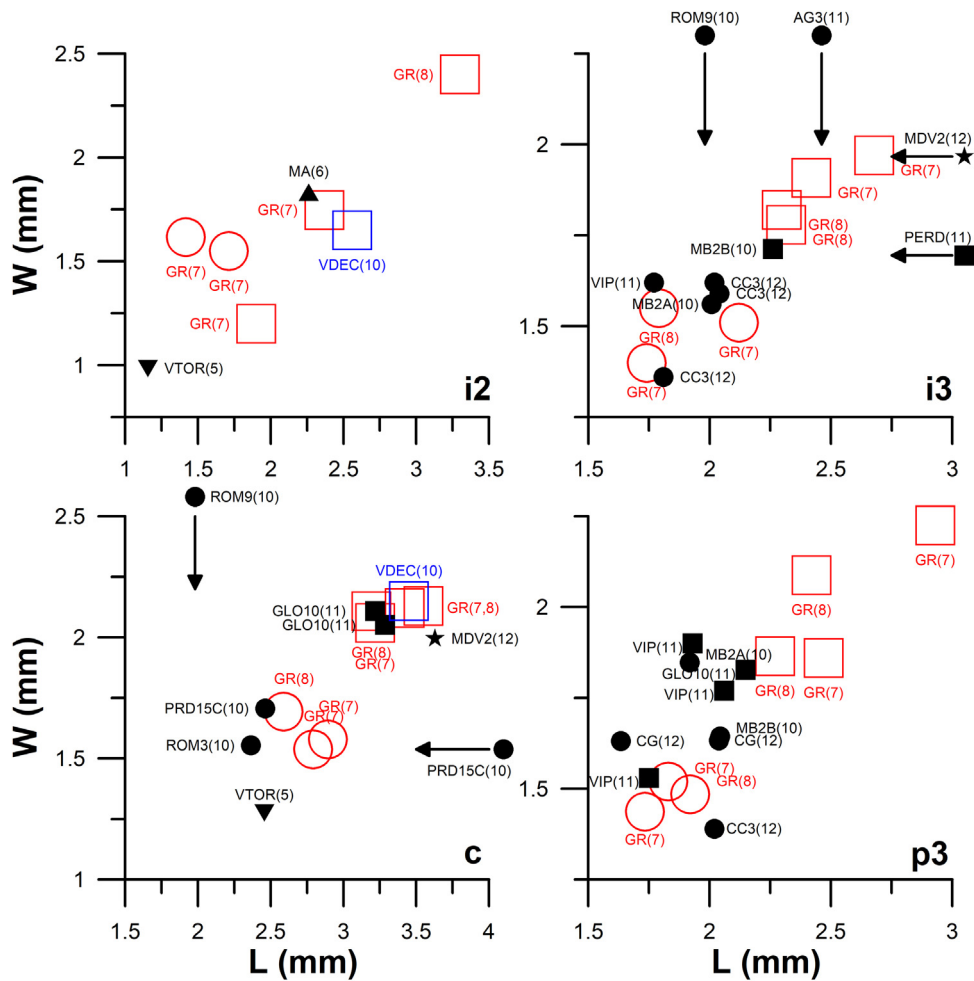 ROM9(10) AG3(11)
2.5
GR(8)
MA(6)
2
GR(7)
VDEC(10)
W (mm)
1.5
GR(7)
GR(7)
GR(7)
1
VTOR(5)
i2
1 1.5 2 2.5 3 3.5
2
MDV2(12)
GR(7)
GR(7)
GR(8)
GR(8)
PERD(11)
MB2B(10)
VIP(11)
CC3(12)
CC3(12)
MB2A(10)
1.5
GR(8)
GR(7)
GR(7)
CC3(12)
i3
1.5 2 2.5 3
ROM9(10)
2.5
VDEC(10)
GLO10(11)
GR(7,8)
GLO10(11)
MDV2(12)
2
GR(8)
GR(7)
W (mm)
GR(8)
GR(7)
PRD15C(10)
GR(7)
ROM3(10)
1.5
PRD15C(10)
VTOR(5)
c
1
1.5 2 2.5 3 3.5 4
L (mm)
GR(7)
GR(8)
2
VIP(11)
MB2A(10)
GLO10(11)
GR(8)
GR(7)
VIP(11)
MB2B(10)
CG(12)
CG(12)
GR(7)
VIP(11)
GR(8)
1.5
GR(7)
CC3(12)
p3
1.5 2 2.5 3
L (mm)